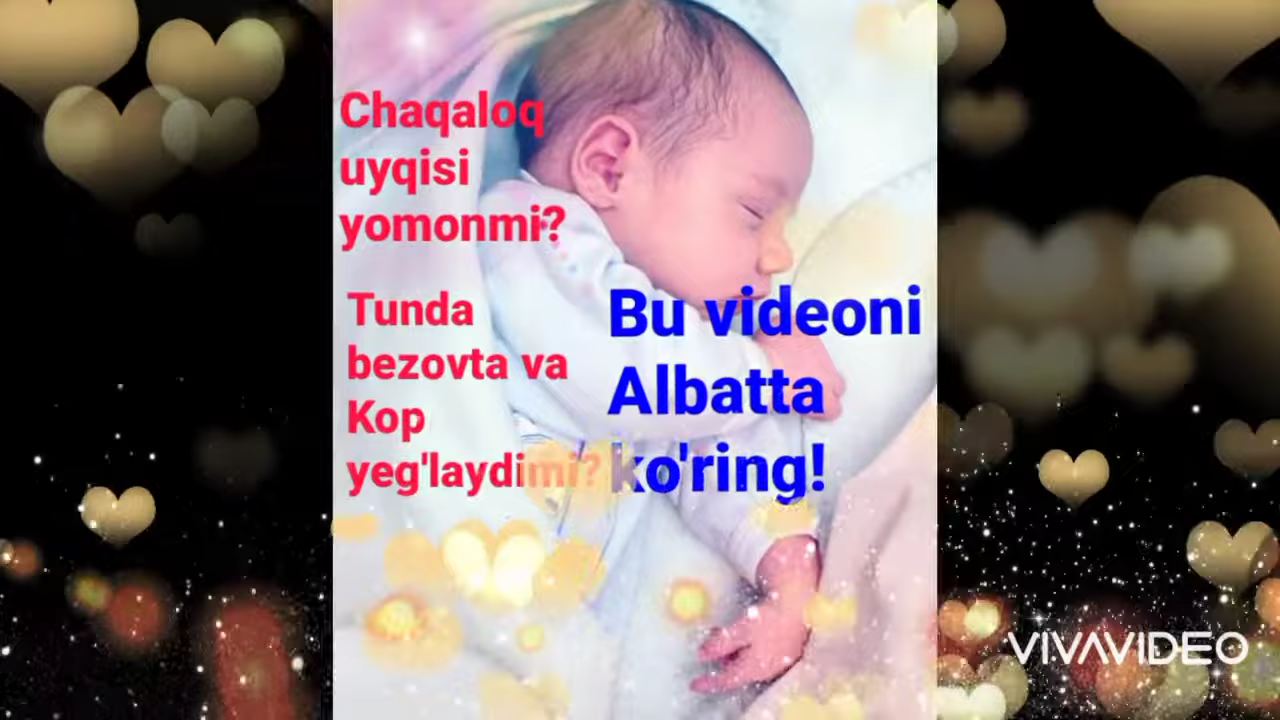 Chaqaloq
uyqisi
yomonmi?
Tunda
bezovta va
Kop
yeg'laydimi?
Bu videoni
Albatta
ko'ring!
VIVAVIDEO